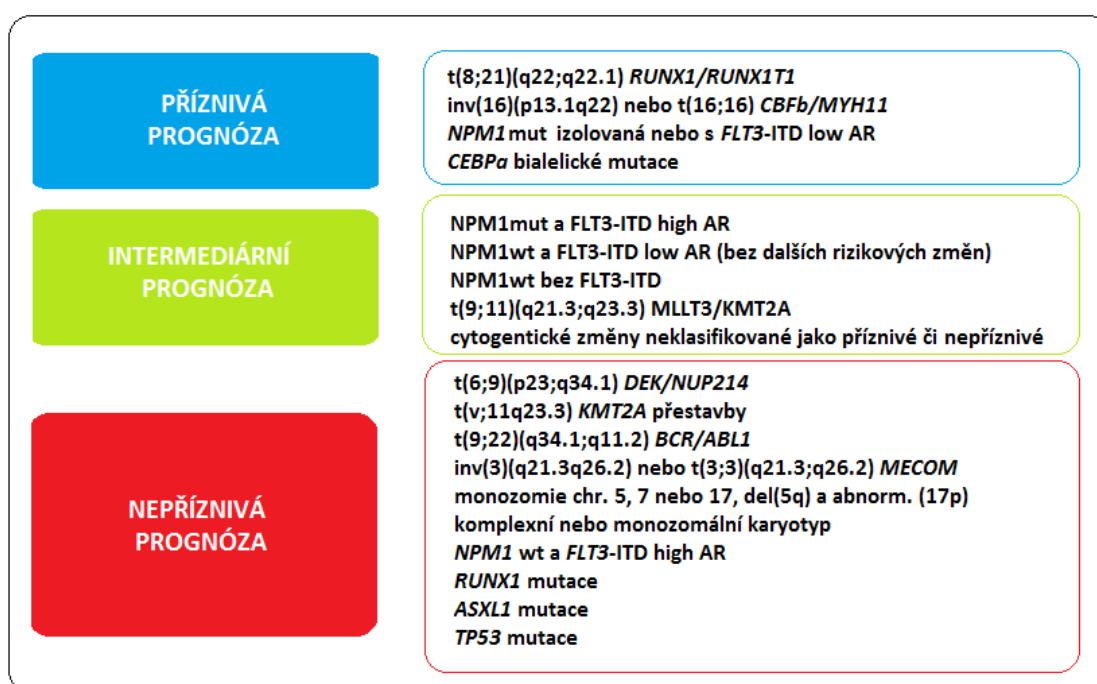 PŘÍZNIVÁ
PROGNÓZA
t(8;21)(q22;q22.1) RUNX1/RUNX1T1
inv(16)(p13.1q22) nebo t(16;16) CBFb/MYH11
NPM1 mut izolovaná nebo s FLT3-ITD low AR
CEBPa bialelické mutace
INTERMEDIÁRNÍ
PROGNÓZA
NPM1mut a FLT3-ITD high AR
NPM1wt a FLT3-ITD low AR (bez dalších rizikových změn)
NPM1wt bez FLT3-ITD
t(9;11)(q21.3;q23.3) MLLT3/KMT2A
cytogentické změny neklasifikované jako příznivé či nepříznivé
NEPŘÍZNIVÁ
PROGNÓZA
t(6;9)(p23;q34.1) DEK/NUP214
t(v;11q23.3) KMT2A přestavby
t(9;22)(q34.1;q11.2) BCR/ABL1
inv(3)(q21.3q26.2) nebo t(3;3)(q21.3;q26.2) MECOM
monozomie chr. 5, 7 nebo 17, del(5q) a abnorm. (17p)
komplexní nebo monozomální karyotyp
NPM1 wt a FLT3-ITD high AR
RUNX1 mutace
ASXL1 mutace
TP53 mutace